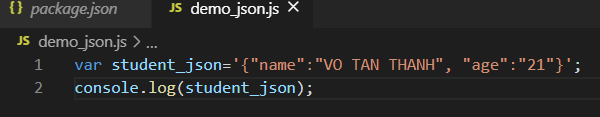 {} package.json JS demo_json.js ×
JS demo_json.js > ...
1 var student_json='{"name":"VO TAN THANH", "age":"21"}';
2 console.log(student_json);